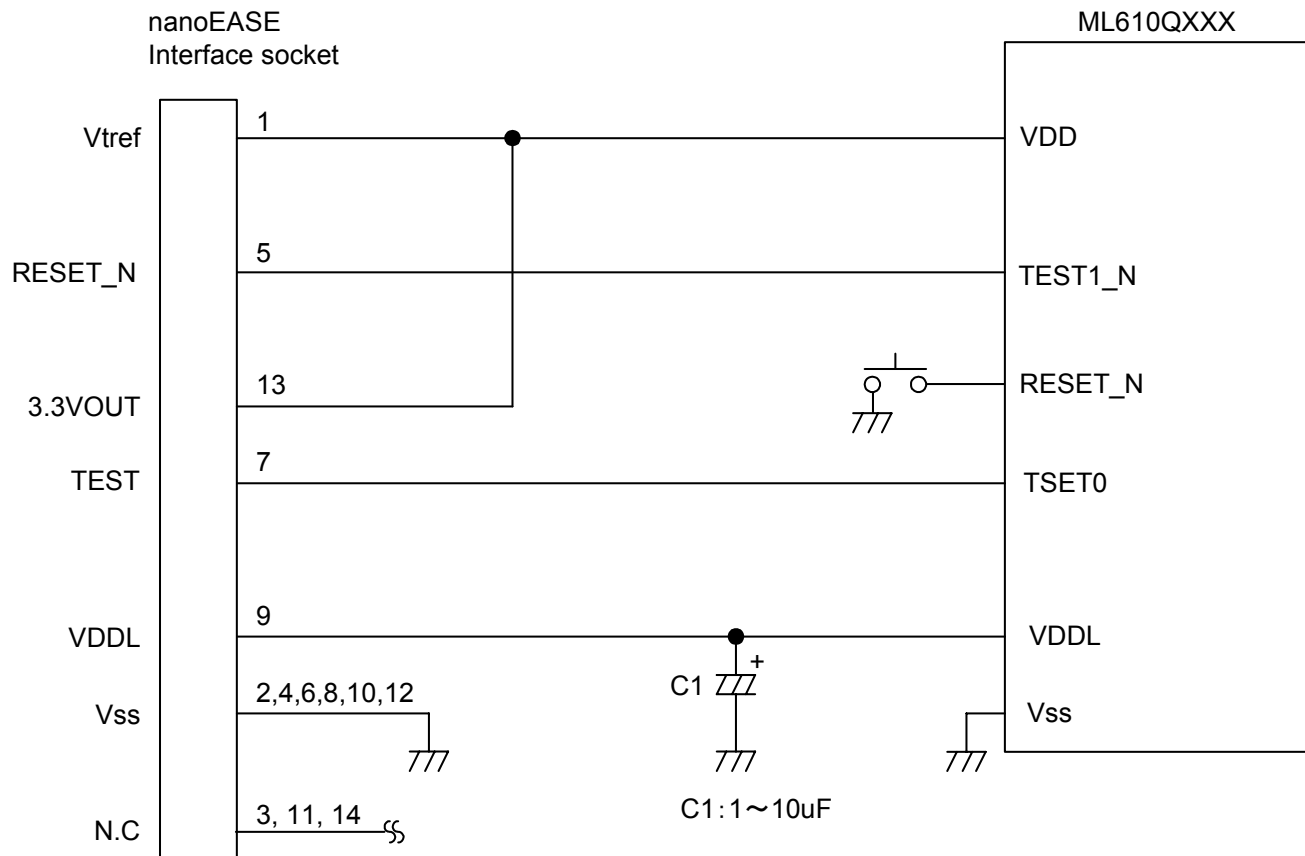 nanoEASE
Interface socket
ML610QXXX
Vtref
1
VDD
RESET_N
5
TEST1_N
3.3VOUT
13
RESET_N
TEST
7
TSET0
VDDL
9
VDDL
+
C1
Vss
2,4,6,8,10,12
Vss
C1:1～10uF
N.C
3, 11, 14